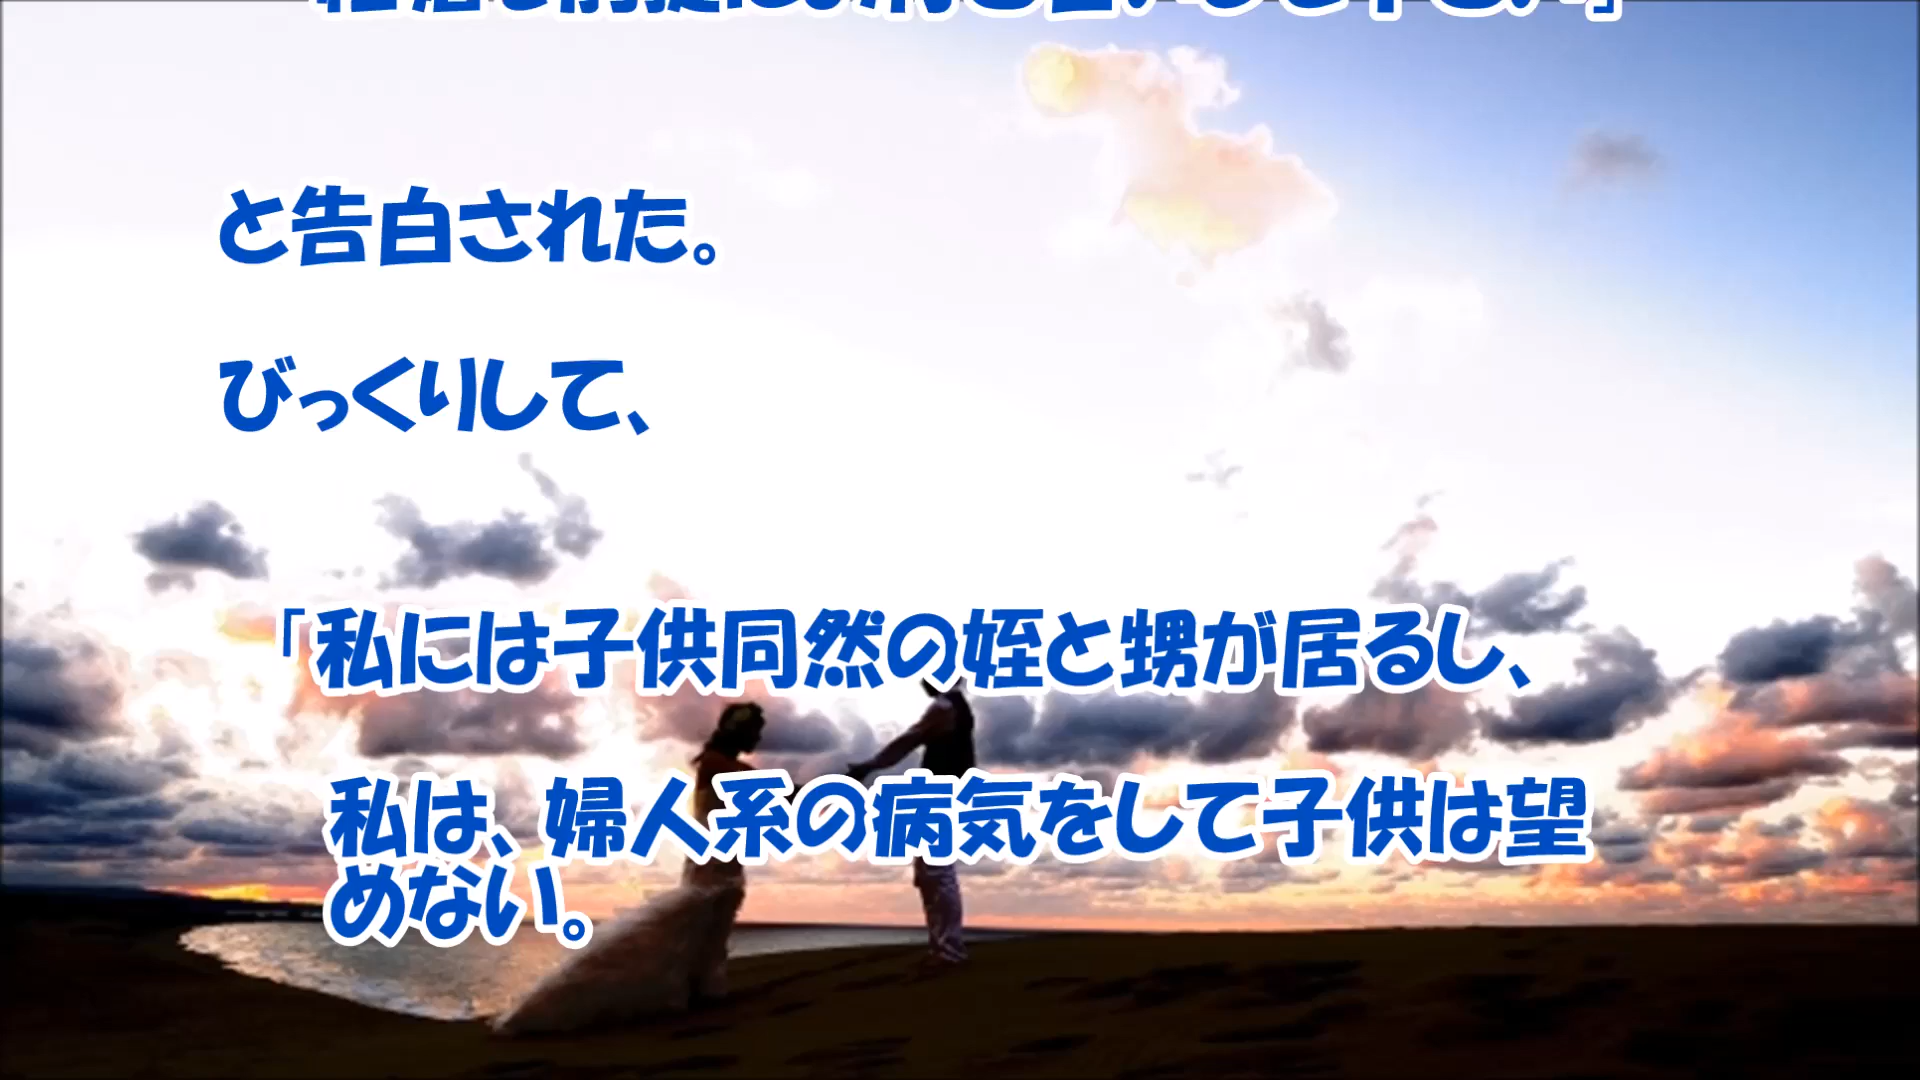 と告白された。
びっくりして、
「私には子供同然の姪と甥が居るし、
私は、婦人系の病気をして子供は望
めない。